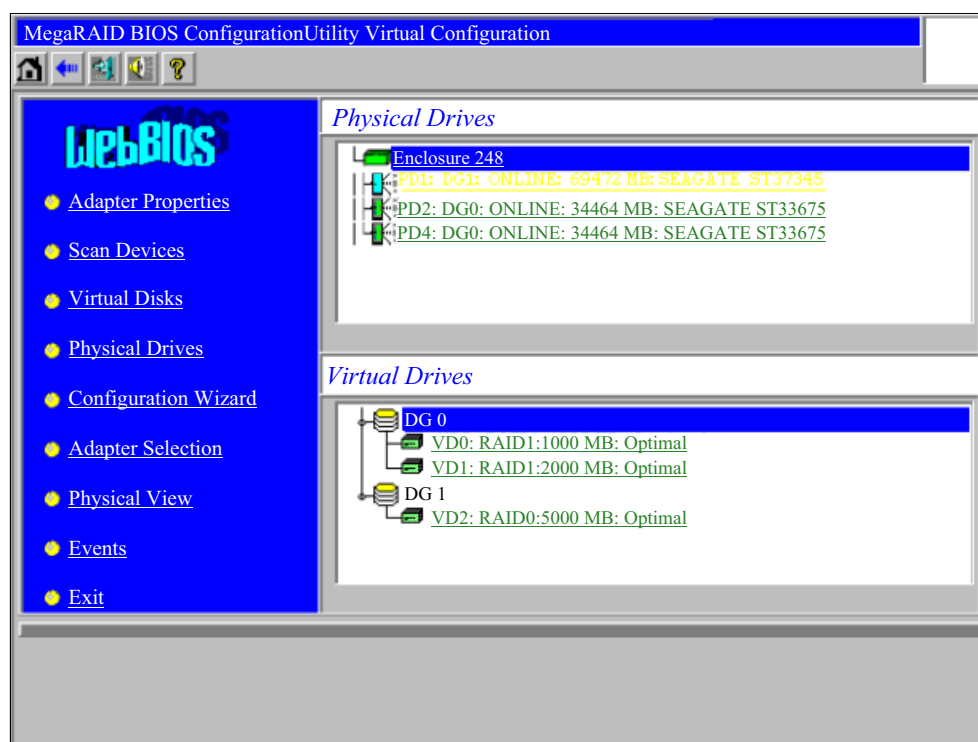 MegaRAID BIOS ConfigurationUtility Virtual Configuration
WebBIOS
Adapter Properties
Scan Devices
Virtual Disks
Physical Drives
Configuration Wizard
Adapter Selection
Physical View
Events
Exit
Physical Drives
Enclosure 248
PD1: DG1: ONLINE: 69472 MB: SEAGATE ST37345
PD2: DG0: ONLINE: 34464 MB: SEAGATE ST33675
PD4: DG0: ONLINE: 34464 MB: SEAGATE ST33675
Virtual Drives
DG 0
VD0: RAID1:1000 MB: Optimal
VD1: RAID1:2000 MB: Optimal
DG 1
VD2: RAID0:5000 MB: Optimal